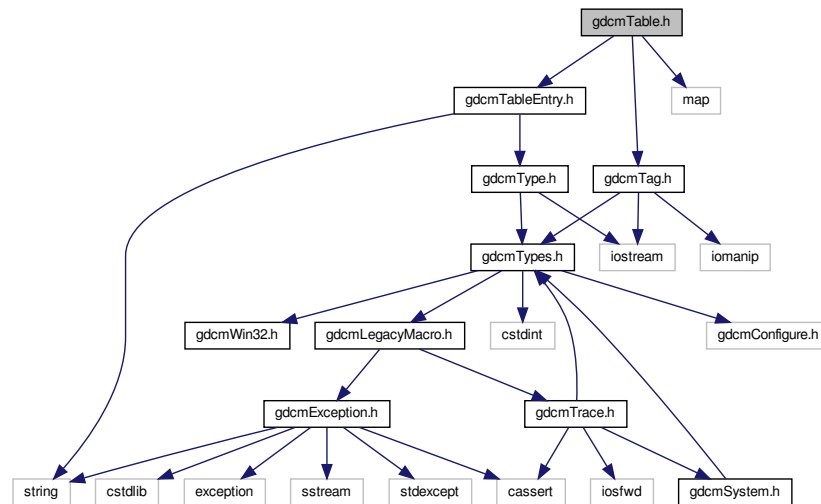 gdcmTable.h
gdcmTableEntry.h
map
gdcmType.h
gdcmTag.h
gdcmTypes.h
iostream
iomanip
gdcmWin32.h
gdcmLegacyMacro.h
cstdint
gdcmConfigure.h
gdcmException.h
gdcmTrace.h
string
cstdlib
exception
sstream
stdexcept
cassert
iosfwd
gdcmSystem.h